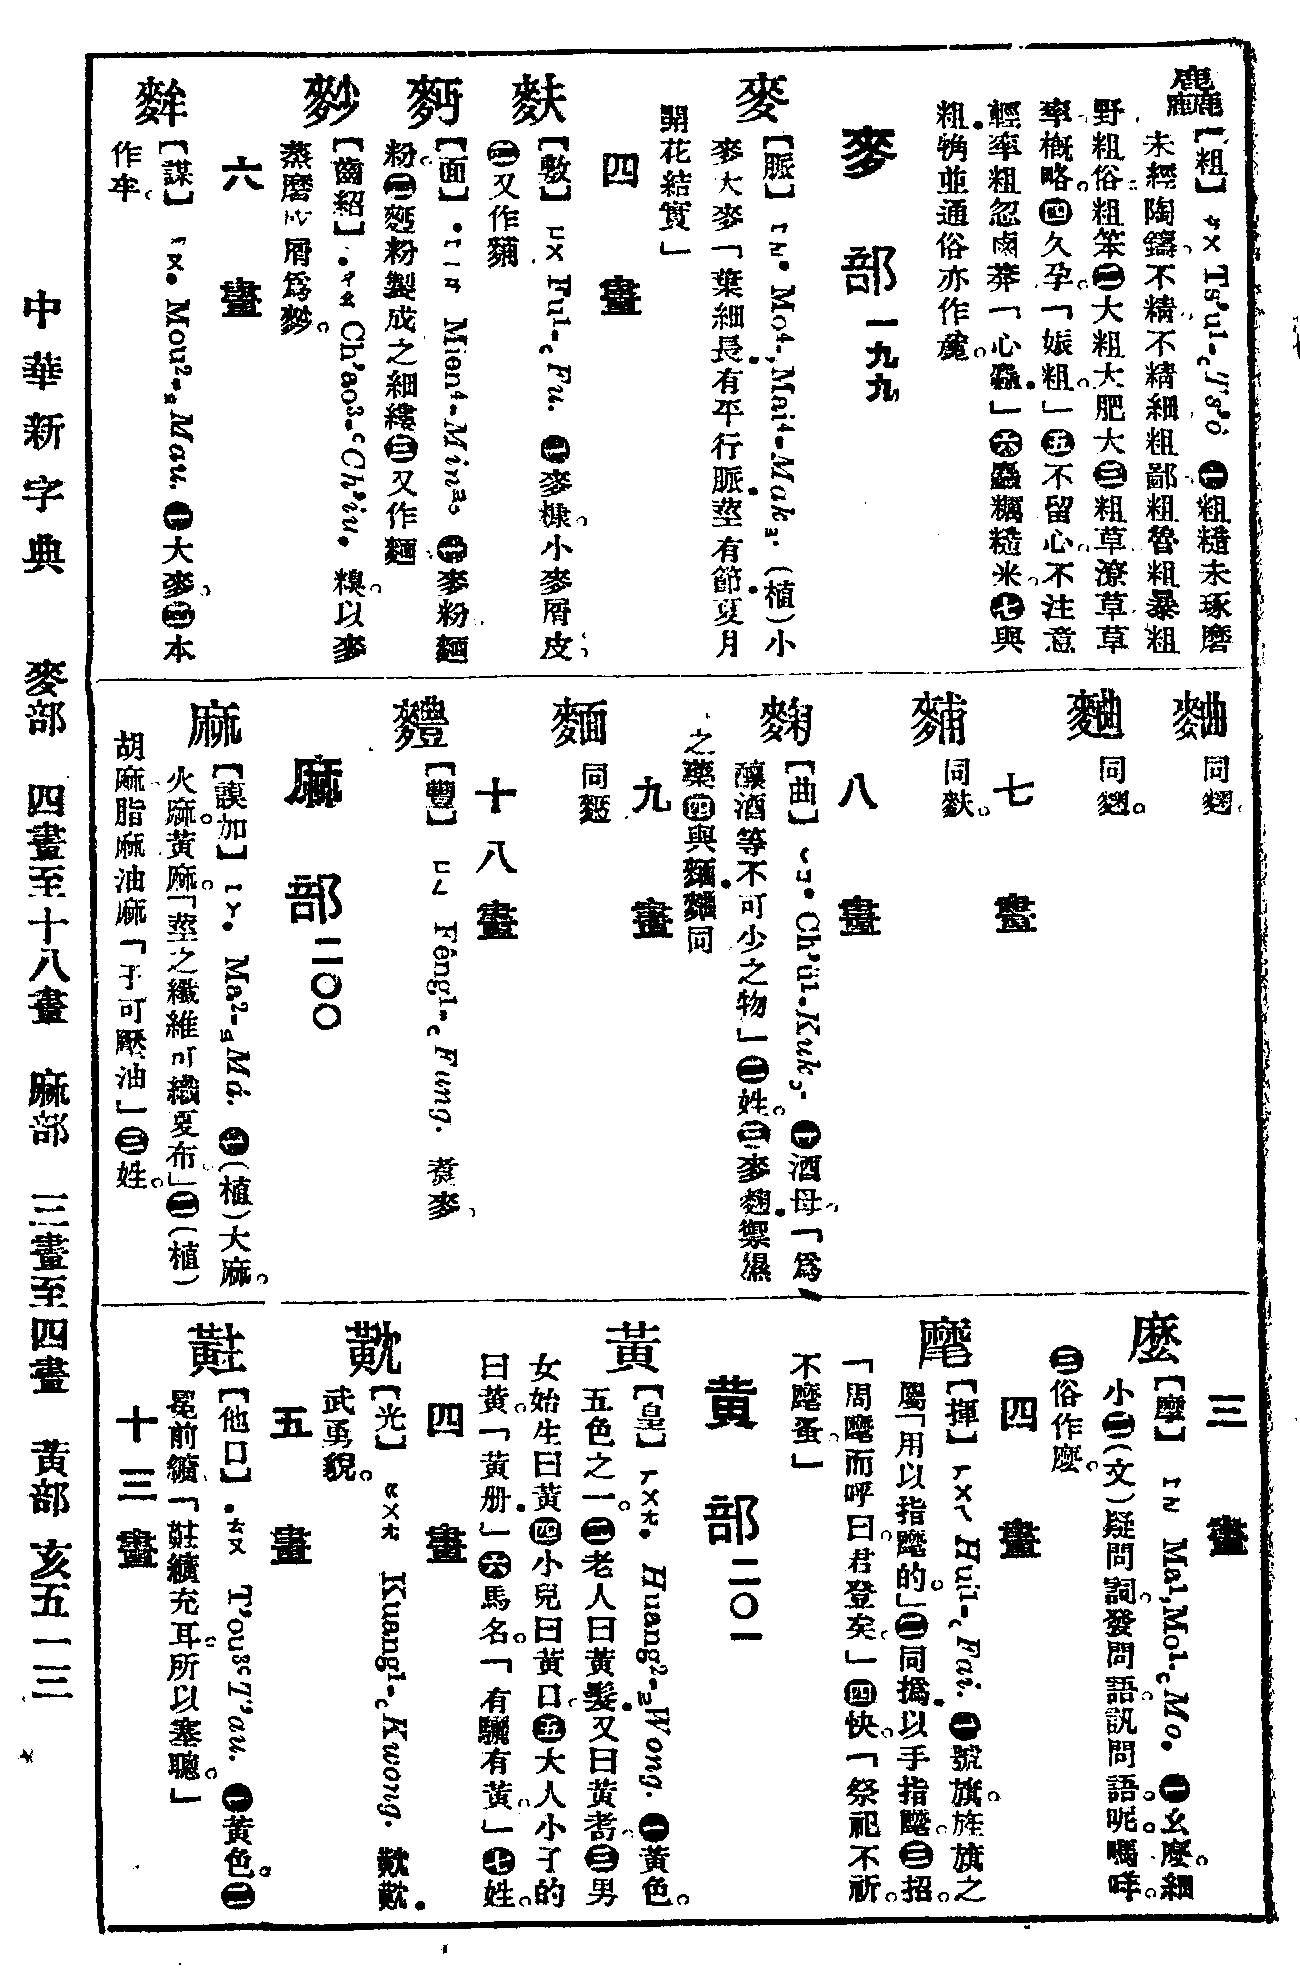 麤
【粗】ㄘㄨ Ts'u1-꜀Ts'ó ㊀粗糙未琢磨
未經陶鑄。不精不精細粗鄙粗魯粗暴粗
野粗俗。粗笨㊁大粗大肥大㊂粗草潦草草
率概略。㊃久孕。「娠粗」㊄不留心。不注意
輕率粗忽鹵莽「心麤」㊅麤糲糙米。㊆與
粗觕並通俗亦作麁。
麥部 一九九
麥
【脈】ㄇㄞ Mo4-,Mai4-Mak (植)小
麥大麥「葉細長有平行脈莖有節夏月
開花結實」
四畫
麩
【敷】ㄈㄨ Fu1-꜀Fu. ㊀麥槺。小麥屑皮。
㊁又作𪌮
麪
【面】ㄇㄧㄢ Mien4-Min ㊀麥粉麵
粉。㊁麪粉製成之細縷㊂又作麵
麨
【齒紹】ㄔㄠ Ch'ao3-Ch'iu. 糗。以麥
蒸磨成屑爲麨。
六畫
麰
【謀】ㄇㄡ Mou2-Mau. ㊀大麥。㊁本
作牟。
麯
同麴。
同麴。
七畫
同麩。
八畫
麴
【曲】ㄑㄩ Ch'ü1-Kuk ㊀酒母。「爲
釀酒等不可少之物」㊁姓。㊂麥麴禦濕
之藥㊃與同
九畫
麵
同麪
十八畫
麷
【豐】ㄈㄥ Fêng1-꜀Fung. 煮麥。
麻部 二〇〇
麻
【謨加】ㄇㄚ Ma2-Má. ㊀(植)大麻。
火麻。黃麻。「莖之纖維可織夏布」㊁(植)
胡麻脂麻油麻「子可壓油」㊂姓。
三畫
麼
【麼】ㄇㄛ Ma1,Mo1-꜀Mo. ㊀幺麼。細
小㊁(文)疑問詞。發問語。訊問語。呢。嗎。咩。
㊂俗作麽。
四畫
麾
【揮】ㄏㄨㄟ Hui1-꜀Fai. ㊀號旗。旌旗之
屬「用以指麾的。」㊁同撝以手指麾。㊂招。
「周麾而呼曰。君登矣。」㊃快。「祭祀不祈。
不麾蚤。」
黃部 二〇一
黃
【皇】ㄏㄨㄤ Huang2-Wong. ㊀黃色。
五色之一。㊁老人曰黃髮。又曰黃耇。㊂男
女始生曰黃㊃小兒曰黃口。㊄大人小子的
曰黃。「黃册」㊅馬名。「有驪有黃。」㊆姓。
四畫
𪎺
【光】ㄍㄨㄤ Kuang1-꜀Kwong. 𪎺𪎺
武勇貌。
五畫
黈
【他口】ㄊㄡ T'ou3T'au. ㊀黃色。㊁
冕前纊。「黈纊充耳。所以塞聰。」
十三畫
中華新字典 麥部 四畫至十八畫 麻部 三畫至四畫 黃部 亥五一三